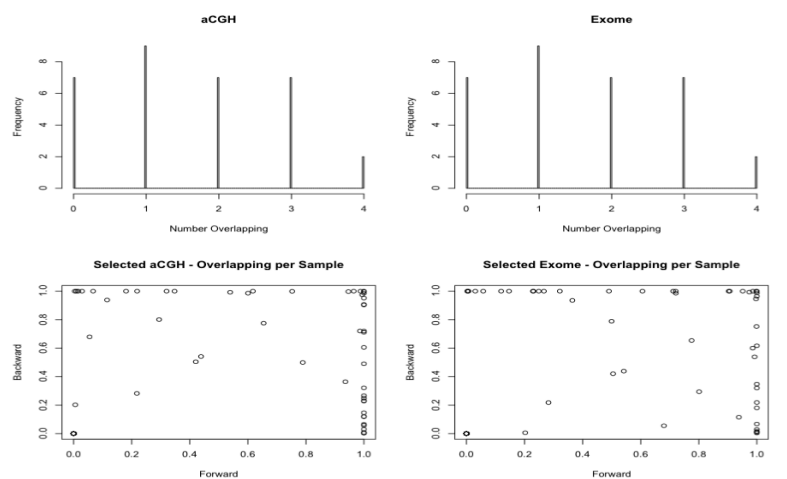 aCGH
Exome
Frequency
0 2 4 6 8
0 1 2 3 4
Number Overlapping
Frequency
0 2 4 6 8
0 1 2 3 4
Number Overlapping
Selected aCGH - Overlapping per Sample
Selected Exome - Overlapping per Sample
Backward
0.0 0.2 0.4 0.6 0.8 1.0
0.0 0.2 0.4 0.6 0.8 1.0
Forward
Backward
0.0 0.2 0.4 0.6 0.8 1.0
0.0 0.2 0.4 0.6 0.8 1.0
Forward